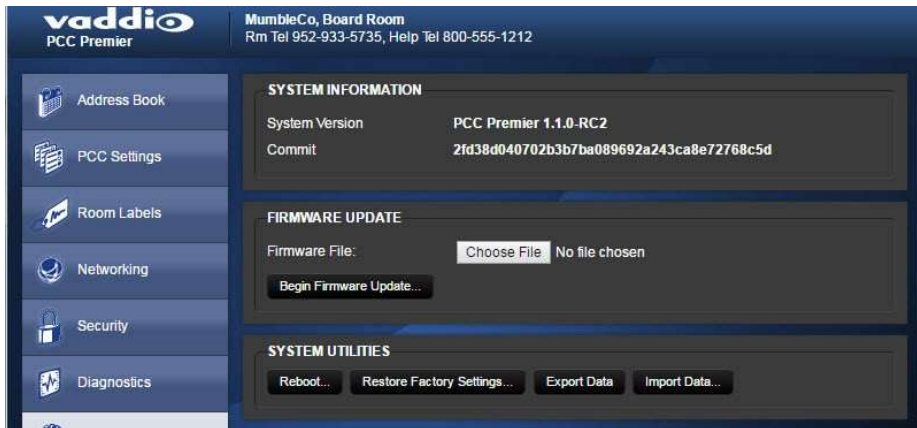 vaddio
PCC Premier
MumbleCo, Board Room
Rm Tel 952-933-5735, Help Tel 800-555-1212
Address Book
PCC Settings
Room Labels
Networking
Security
Diagnostics
SYSTEM INFORMATION
System Version PCC Premier 1.1.0-RC2
Commit 2fd38d040702b3b7ba089692a243ca8e72768c5d
FIRMWARE UPDATE
Firmware File: Choose File No file chosen
Begin Firmware Update...
SYSTEM UTILITIES
Reboot... Restore Factory Settings... Export Data Import Data...